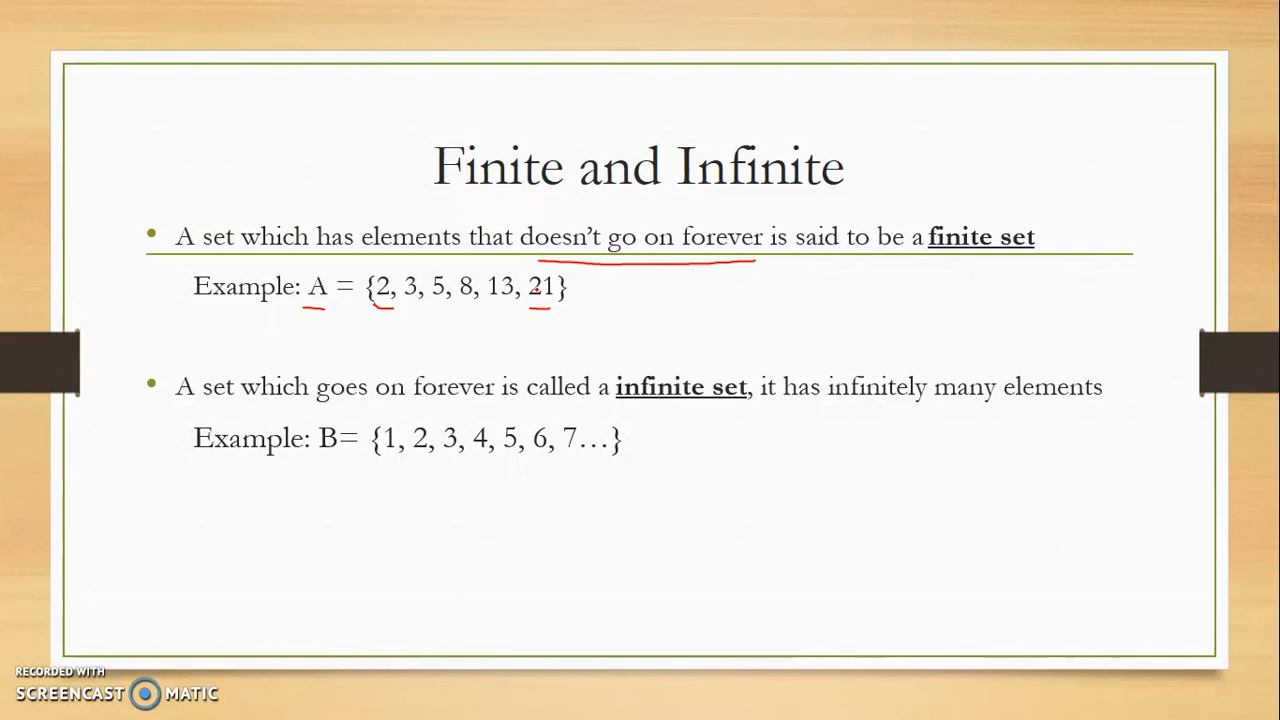 Finite and Infinite
• A set which has elements that doesn’t go on forever is said to be a finite set
Example: A = {2, 3, 5, 8, 13, 21}
• A set which goes on forever is called a infinite set, it has infinitely many elements
Example: B= {1, 2, 3, 4, 5, 6, 7…}
RECORDED WITH
SCREENCAST MATIC